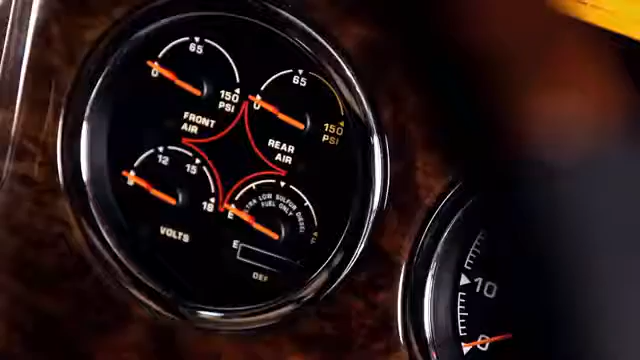 65
0
150
PSI
FRONT
AIR
65
0
150
PSI
REAR
AIR
12
15
18
VOLTS
E
ULTRA LOW SULFUR DIESEL
FUEL ONLY
E
DEF
10
0